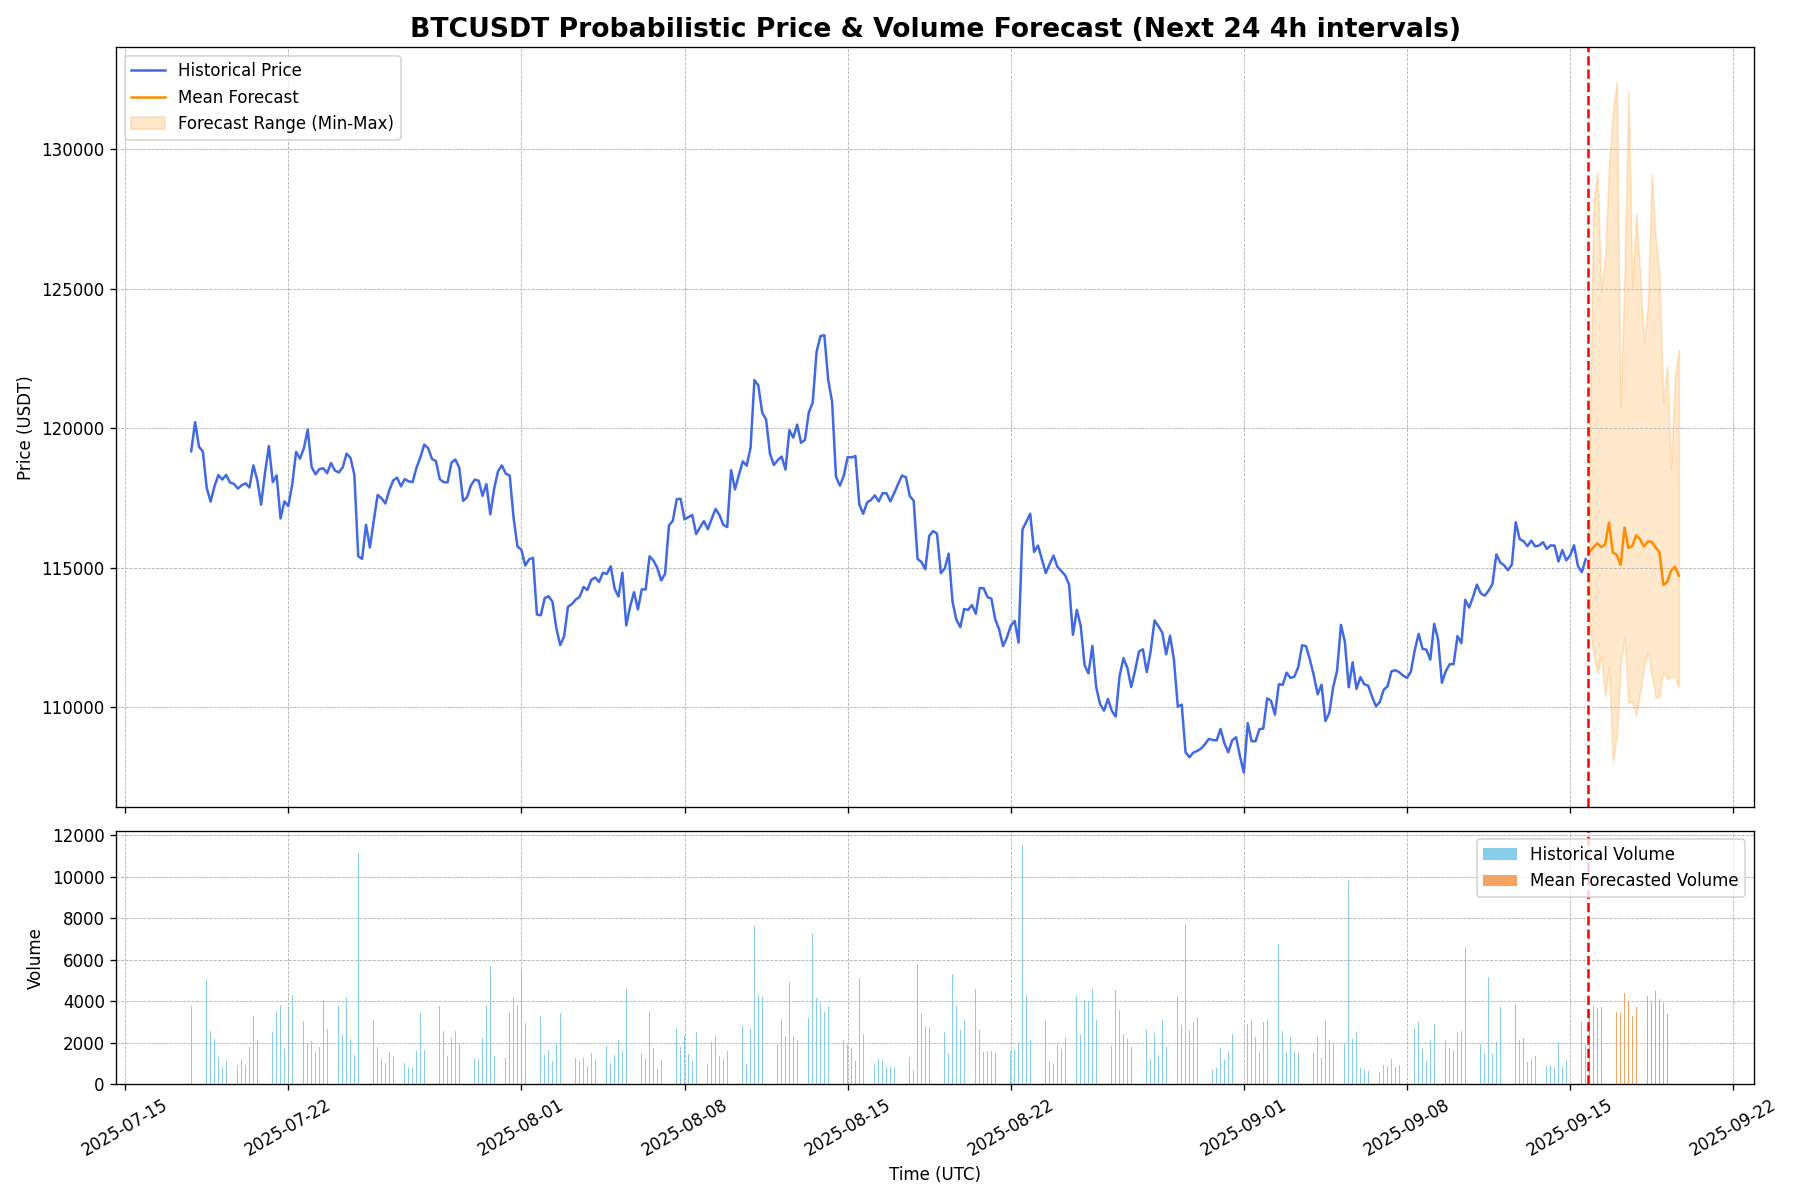 BTCUSDT Probabilistic Price & Volume Forecast (Next 24 4h intervals)
Historical Price
Mean Forecast
Forecast Range (Min-Max)
Price (USDT)
130000
125000
120000
115000
110000
Historical Volume
Mean Forecasted Volume
Volume
12000
10000
8000
6000
4000
2000
0
2025-07-15
2025-07-22
2025-08-01
2025-08-08
2025-08-15
2025-08-22
2025-09-01
2025-09-08
2025-09-15
2025-09-22
Time (UTC)